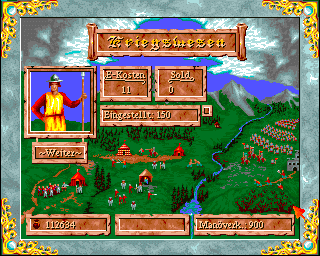 Kriegswesen
E-Kosten
11
Sold
0
Eingestellt: 150
~Weiter~
112634
Manöverk.: 900